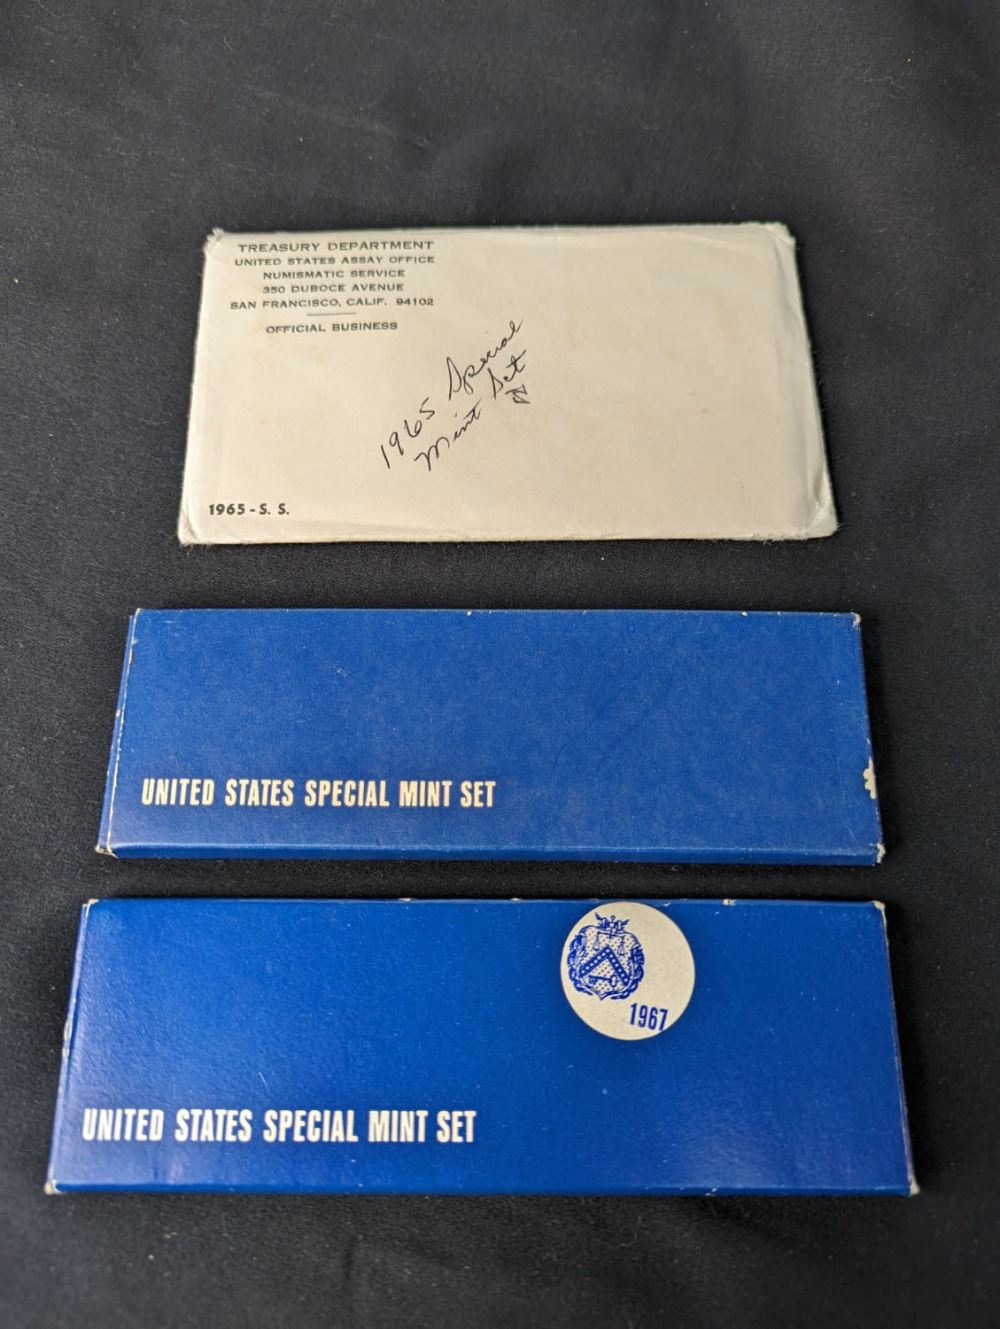 TREASURY DEPARTMENT
UNITED STATES ASSAY OFFICE
NUMISMATIC SERVICE
350 DUBOCE AVENUE
SAN FRANCISCO, CALIF. 94102
OFFICIAL BUSINESS
1965 Special
Mint Set
1965 - S. S.
UNITED STATES SPECIAL MINT SET
1967
UNITED STATES SPECIAL MINT SET